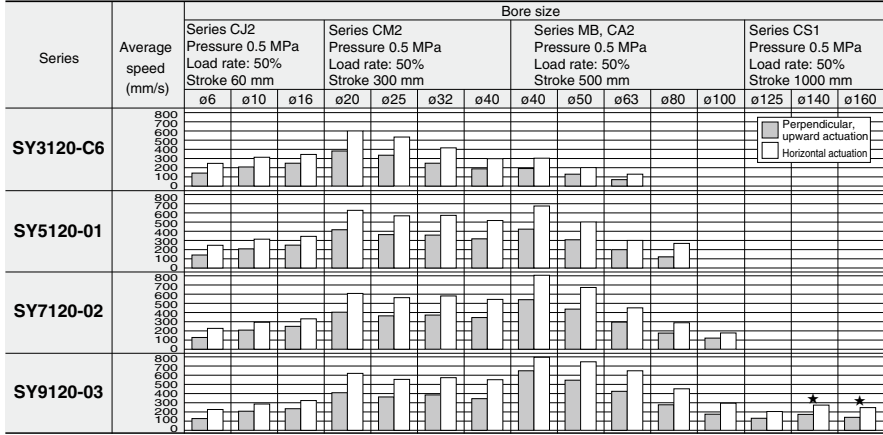 Bore size
Series
Average
speed
(mm/s)
Series CJ2
Pressure 0.5 MPa
Load rate: 50%
Stroke 60 mm
Series CM2
Pressure 0.5 MPa
Load rate: 50%
Stroke 300 mm
Series MB, CA2
Pressure 0.5 MPa
Load rate: 50%
Stroke 500 mm
Series CS1
Pressure 0.5 MPa
Load rate: 50%
Stroke 1000 mm
ø6 ø10 ø16 ø20 ø25 ø32 ø40 ø40 ø50 ø63 ø80 ø100 ø125 ø140 ø160
SY3120-C6
800
700
600
500
400
300
200
100
0
Perpendicular,
upward actuation
Horizontal actuation
SY5120-01
800
700
600
500
400
300
200
100
0
SY7120-02
800
700
600
500
400
300
200
100
0
SY9120-03
800
700
600
500
400
300
200
100
0
★ ★